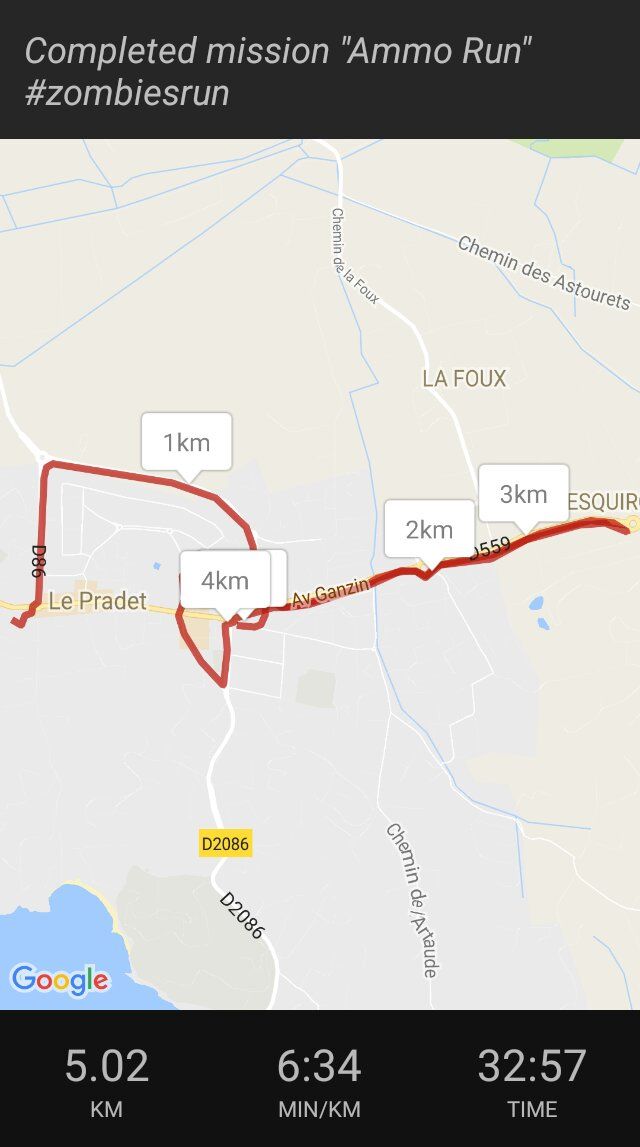 Completed mission "Ammo Run"
#zombiesrun
Chemin de la Foux
Chemin des Astourets
LA FOUX
1km
3km
ESQUIR
2km
D559
D86
4km
Av Ganzin
Le Pradet
D2086
D2086
Chemin de l'Artaude
Google
5.02
6:34
32:57
KM
MIN/KM
TIME